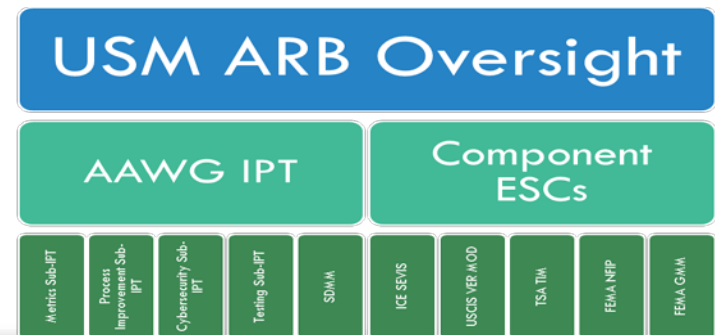 USM ARB Oversight
AAWG IPT
Component
ESCs
Metrics Sub-IPT
Process
Improvement Sub-
IPT
Cybersecurity Sub-
IPT
Testing Sub-IPT
SDMM
ICE SEVIS
USCIS VER MOD
TSA TIM
FEMA NFIP
FEMA GMM